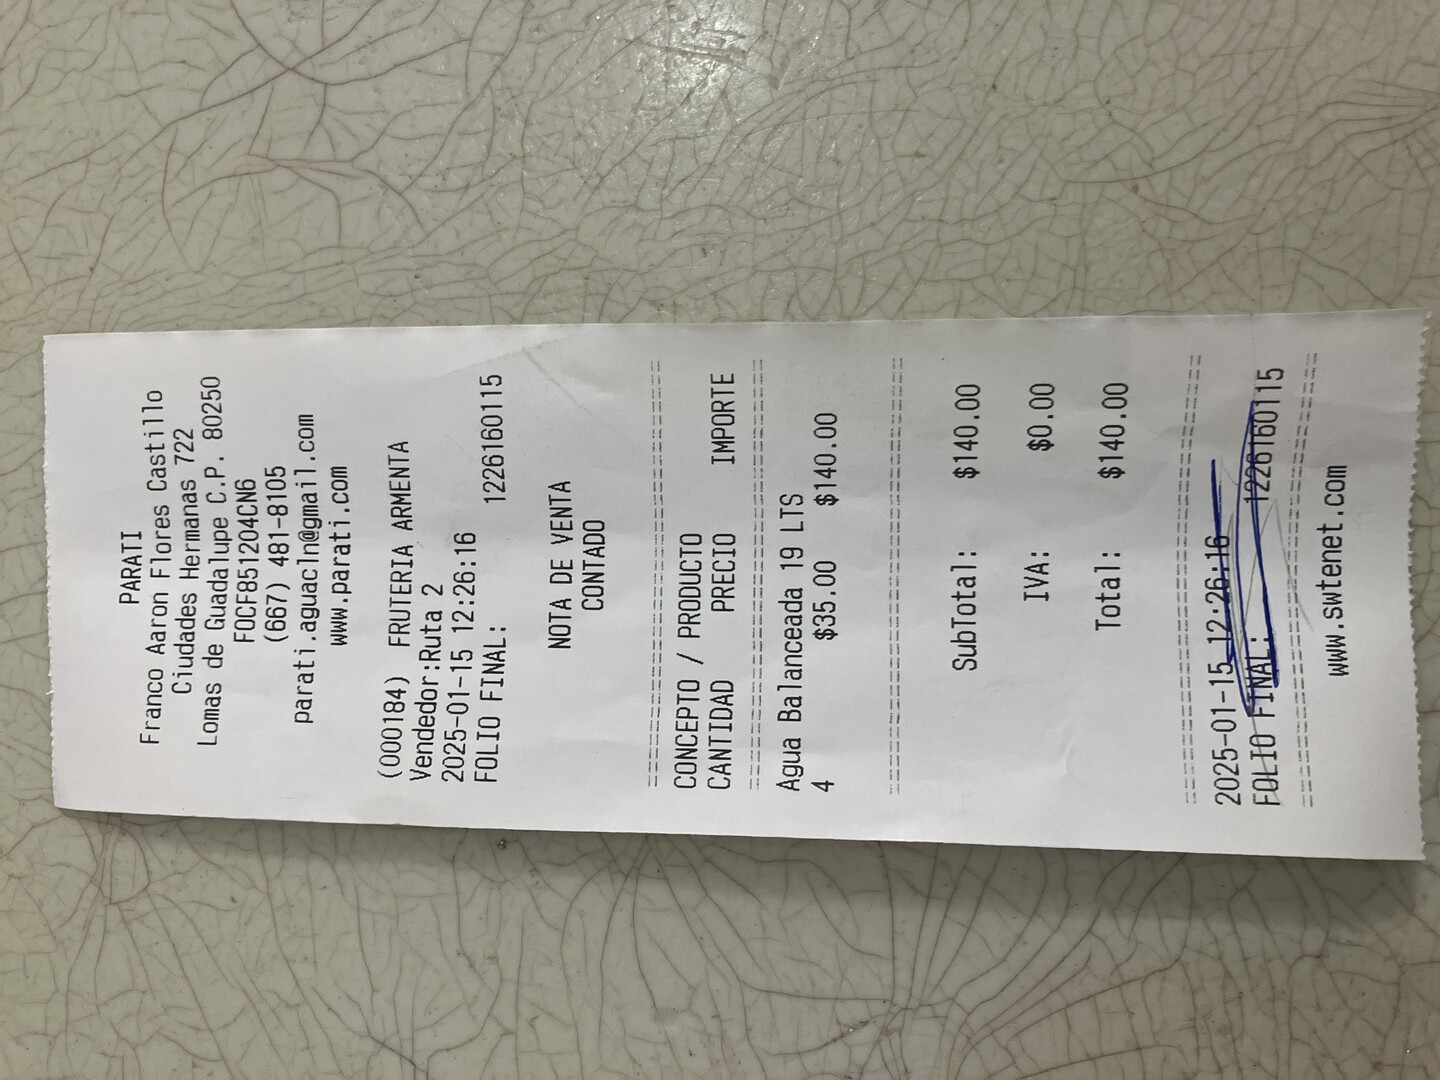 PARATI
Franco Aaron Flores Castillo
Ciudades Hermanas 722
Lomas de Guadalupe C.P. 80250
FOCF851204CN6
(667) 481-8105
parati.aguacln@gmail.com
www.parati.com
(000184) FRUTERIA ARMENTA
Vendedor:Ruta 2
2025-01-15 12:26:16
FOLIO FINAL: 1226160115
NOTA DE VENTA
CONTADO
CONCEPTO / PRODUCTO
CANTIDAD PRECIO IMPORTE
Agua Balanceada 19 LTS
4 $35.00 $140.00
SubTotal: $140.00
IVA: $0.00
Total: $140.00
2025-01-15 12:26:16
FOLIO FINAL: 1226160115
www.swtenet.com